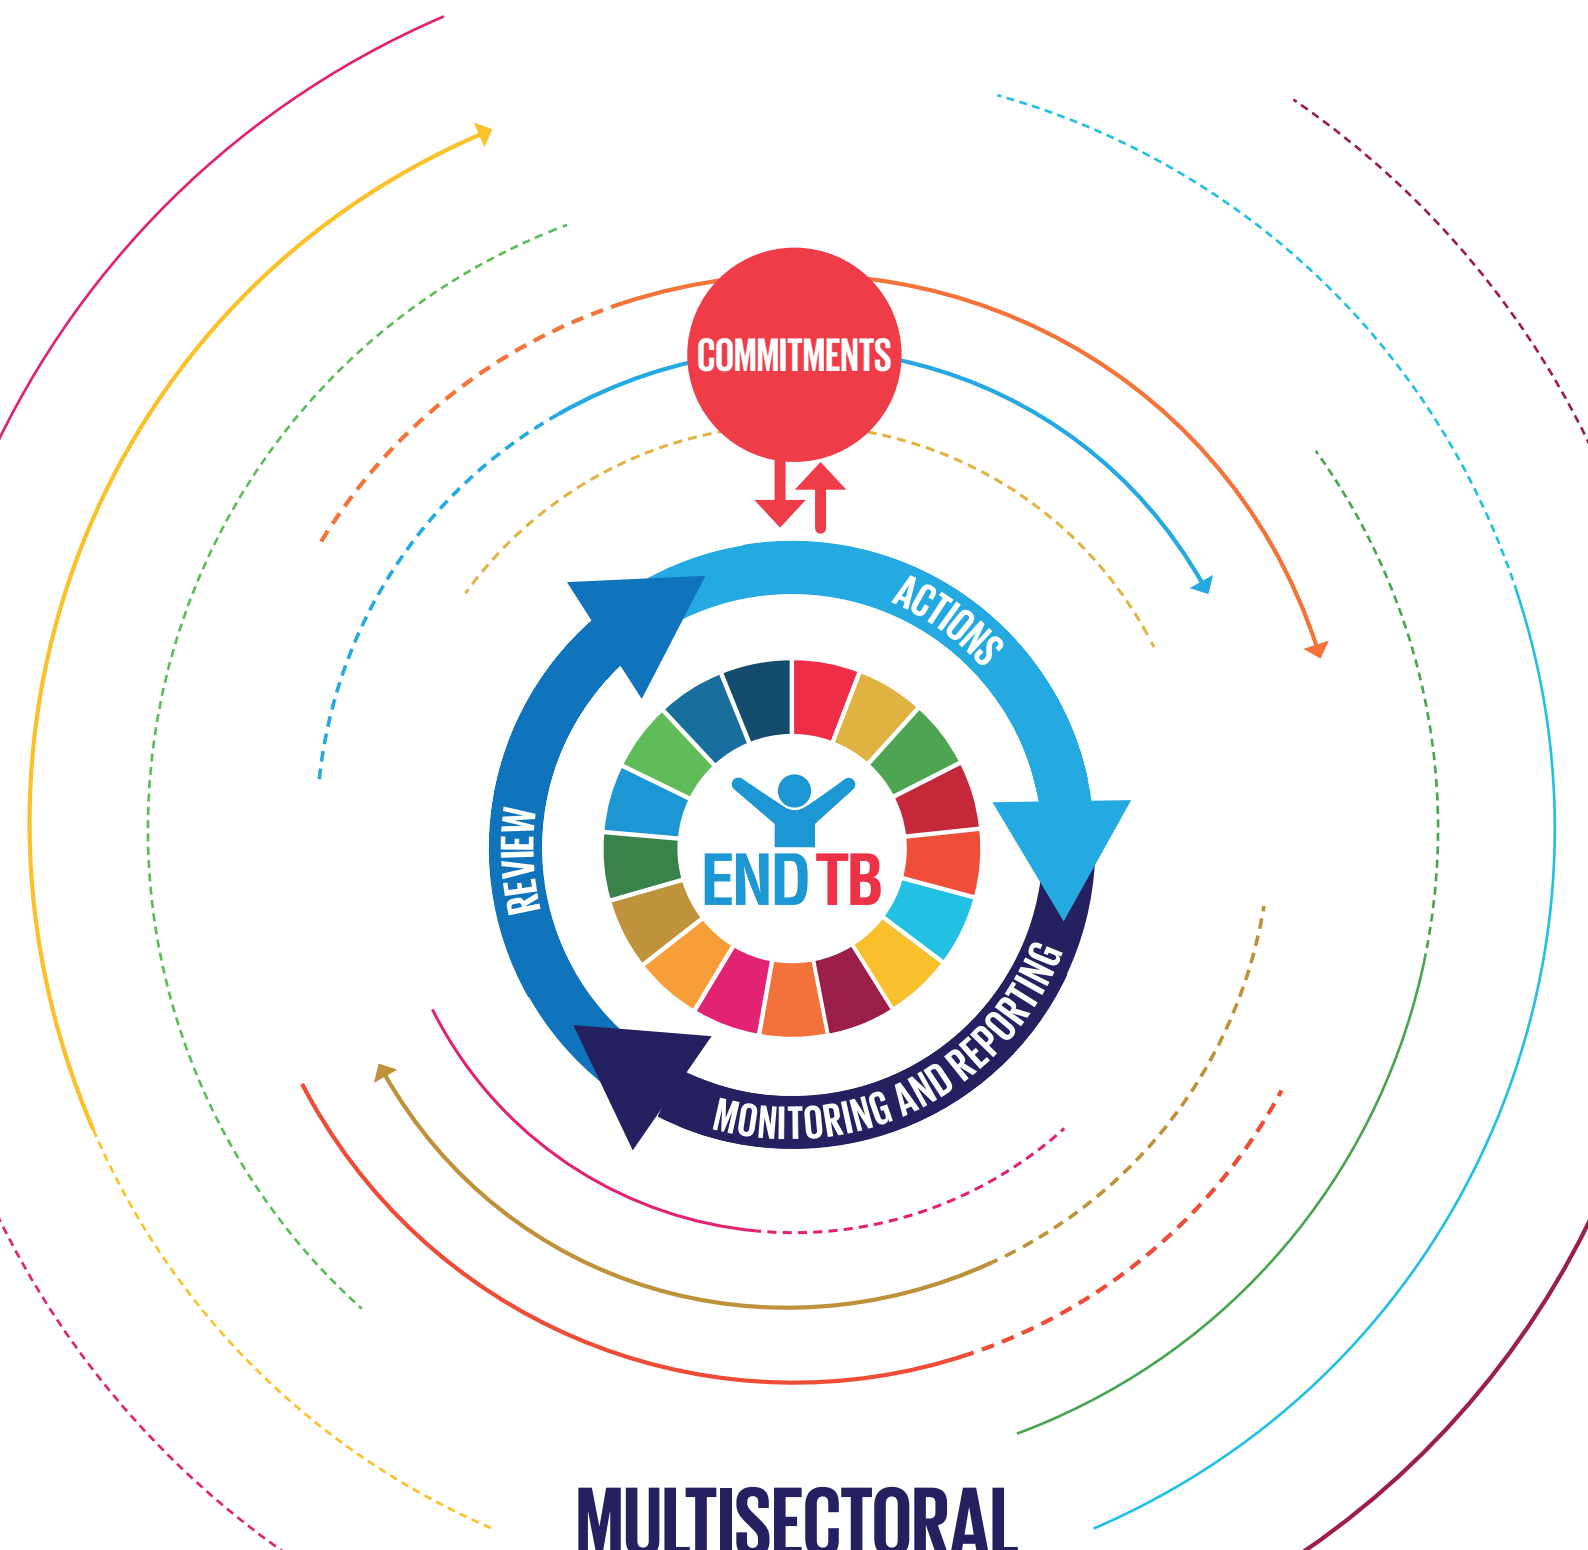 COMMITMENTS
ACTIONS
REVIEW
END TB
MONITORING AND REPORTING
MULTISECTORAL